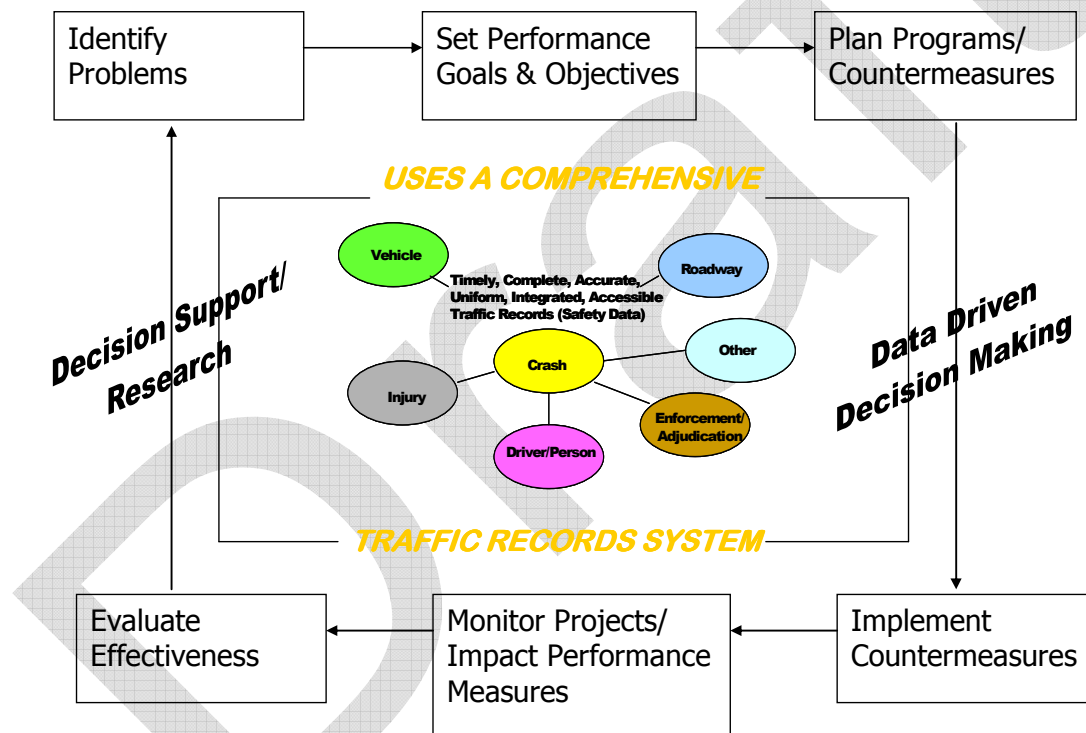 Identify
Problems
Set Performance
Goals & Objectives
Plan Programs/
Countermeasures
USES A COMPREHENSIVE
Vehicle
Roadway
Timely, Complete, Accurate,
Uniform, Integrated, Accessible
Traffic Records (Safety Data)
Other
Crash
Injury
Enforcement/
Adjudication
Driver/Person
Decision Support/
Research
Data Driven
Decision Making
TRAFFIC RECORDS SYSTEM
Evaluate
Effectiveness
Monitor Projects/
Impact Performance
Measures
Implement
Countermeasures
Draft